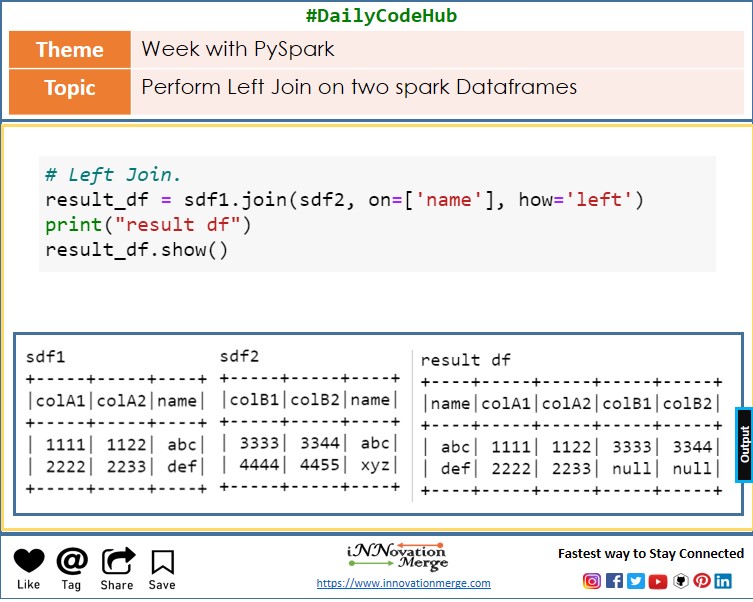 #DailyCodeHub
Theme Week with PySpark
Topic Perform Left Join on two spark Dataframes
# Left Join.
result_df = sdf1.join(sdf2, on=['name'], how='left')
print("result df")
result_df.show()
sdf1
+-----+-----+----+
|colA1|colA2|name|
+-----+-----+----+
| 1111| 1122| abc|
| 2222| 2233| def|
+-----+-----+----+
sdf2
+-----+-----+----+
|colB1|colB2|name|
+-----+-----+----+
| 3333| 3344| abc|
| 4444| 4455| xyz|
+-----+-----+----+
result df
+----+-----+-----+-----+-----+
|name|colA1|colA2|colB1|colB2|
+----+-----+-----+-----+-----+
| abc| 1111| 1122| 3333| 3344|
| def| 2222| 2233| null| null|
+----+-----+-----+-----+-----+
Output
Like Tag Share Save
iNNovation
Merge
https://www.innovationmerge.com
Fastest way to Stay Connected